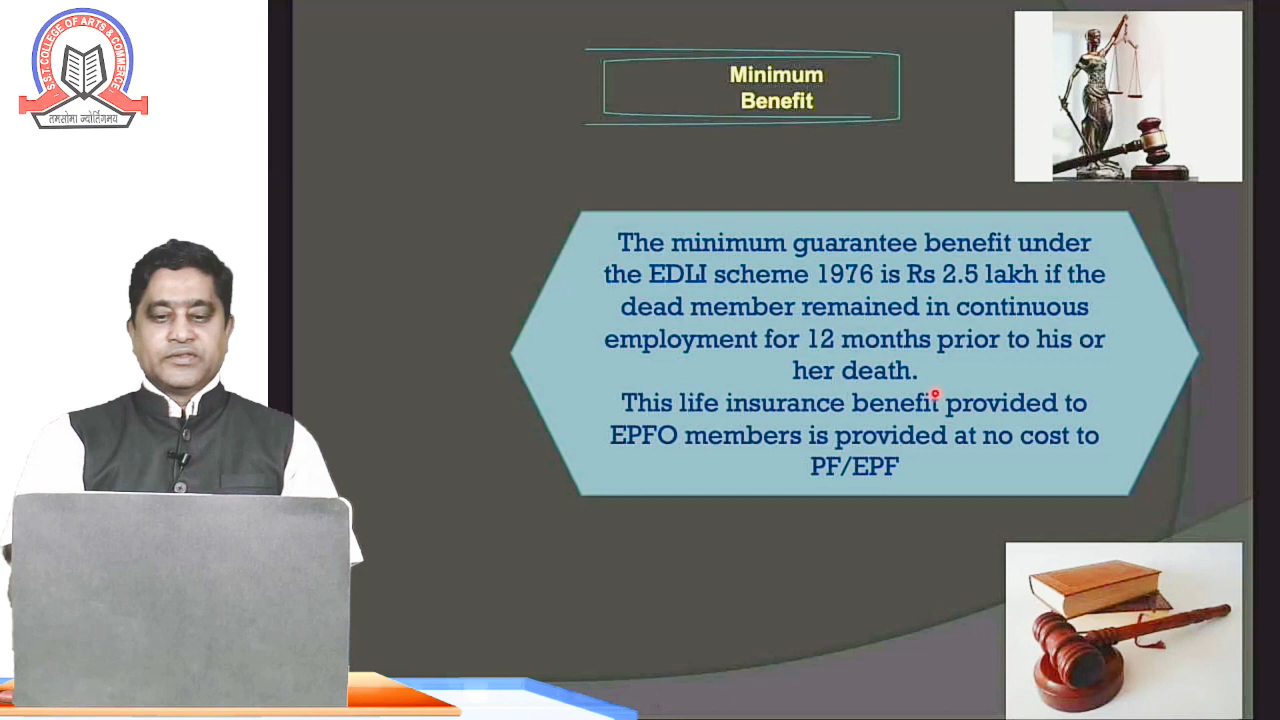 S.S.T. COLLEGE OF ARTS & COMMERCE
तमसोमा ज्योर्तिगमय
Minimum
Benefit
The minimum guarantee benefit under
the EDLI scheme 1976 is Rs 2.5 lakh if the
dead member remained in continuous
employment for 12 months prior to his or
her death.
This life insurance benefit provided to
EPFO members is provided at no cost to
PF/EPF